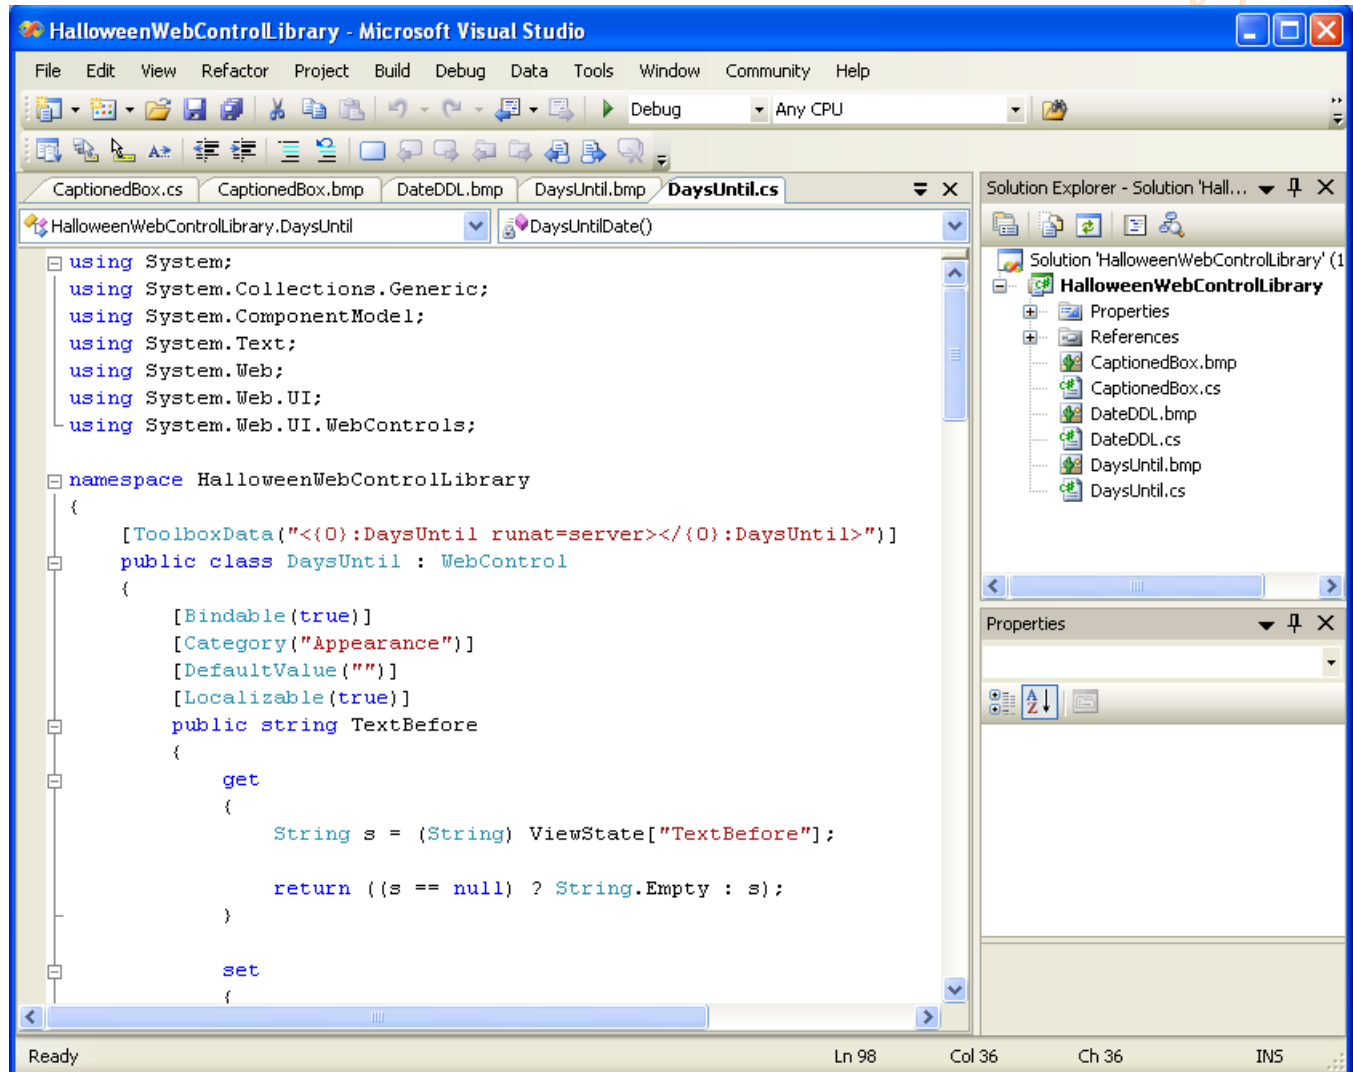 HalloweenWebControlLibrary - Microsoft Visual Studio
File Edit View Refactor Project Build Debug Data Tools Window Community Help
Debug Any CPU
CaptionedBox.cs CaptionedBox.bmp DateDDL.bmp DaysUntil.bmp DaysUntil.cs
HalloweenWebControlLibrary.DaysUntil DaysUntilDate()
using System;
using System.Collections.Generic;
using System.ComponentModel;
using System.Text;
using System.Web;
using System.Web.UI;
using System.Web.UI.WebControls;
namespace HalloweenWebControlLibrary
{
[ToolboxData("<{0}:DaysUntil runat=server></{0}:DaysUntil>")]
public class DaysUntil : WebControl
{
[Bindable(true)]
[Category("Appearance")]
[DefaultValue("")]
[Localizable(true)]
public string TextBefore
{
get
{
String s = (String) ViewState["TextBefore"];
return ((s == null) ? String.Empty : s);
}
set
{
Solution Explorer - Solution 'Hall...
Solution 'HalloweenWebControlLibrary' (1
HalloweenWebControlLibrary
Properties
References
CaptionedBox.bmp
CaptionedBox.cs
DateDDL.bmp
DateDDL.cs
DaysUntil.bmp
DaysUntil.cs
Properties
Ready Ln 98 Col 36 Ch 36 INS